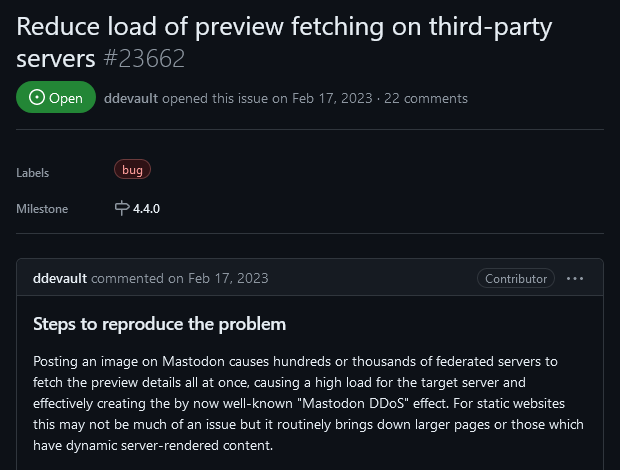 Reduce load of preview fetching on third-party
servers #23662
Open ddevault opened this issue on Feb 17, 2023 · 22 comments
Labels bug
Milestone 4.4.0
ddevault commented on Feb 17, 2023 Contributor ···
Steps to reproduce the problem
Posting an image on Mastodon causes hundreds or thousands of federated servers to
fetch the preview details all at once, causing a high load for the target server and
effectively creating the by now well-known "Mastodon DDoS" effect. For static websites
this may not be much of an issue but it routinely brings down larger pages or those which
have dynamic server-rendered content.